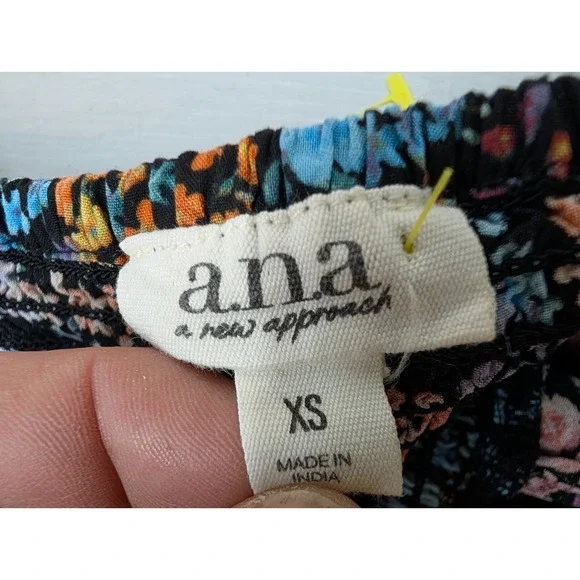 a.n.a
a new approach
XS
MADE IN
INDIA